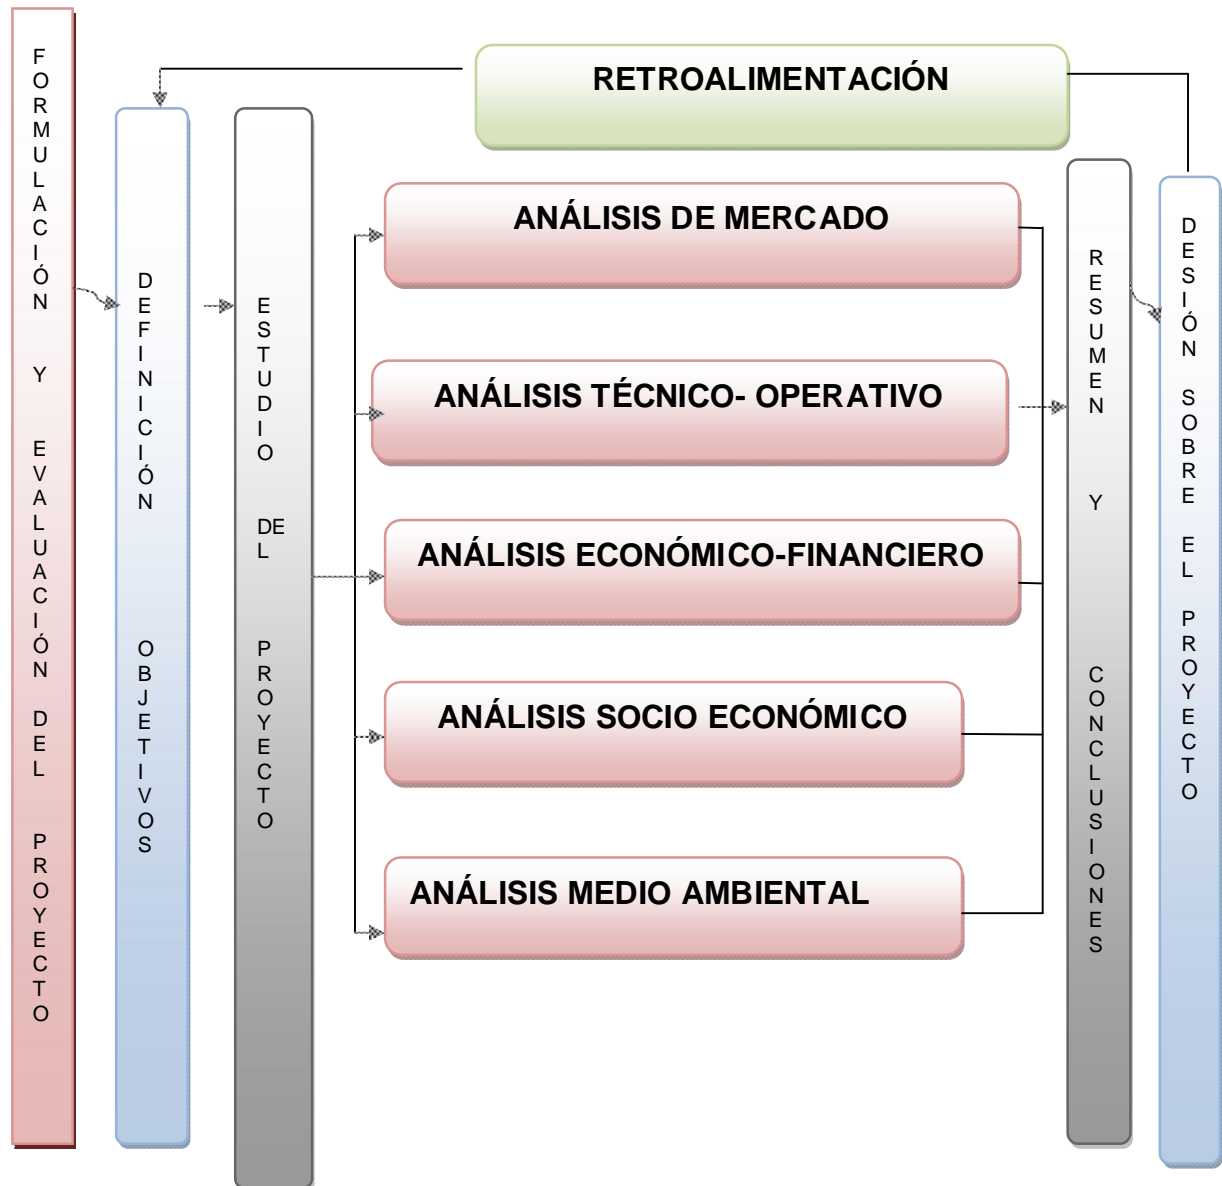 FORMULACIÓN Y EVALUACIÓN DEL PROYECTO
DEFINICIÓN OBJETIVOS
ESTUDIO DEL PROYECTO
RETROALIMENTACIÓN
ANÁLISIS DE MERCADO
ANÁLISIS TÉCNICO- OPERATIVO
ANÁLISIS ECONÓMICO-FINANCIERO
ANÁLISIS SOCIO ECONÓMICO
ANÁLISIS MEDIO AMBIENTAL
RESUMEN Y CONCLUSIONES
DESIÓN SOBRE EL PROYECTO